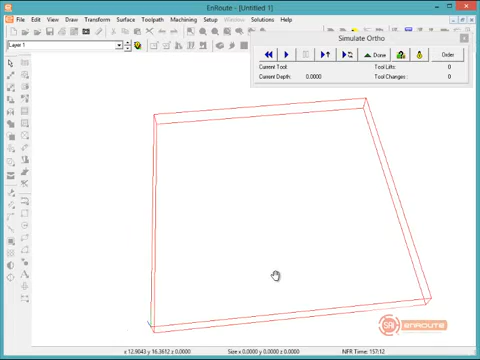 EnRoute - [Untitled 1]
File Edit View Draw Transform Surface Toolpath Machining Setup Window Solutions Help
Layer 1
Simulate Ortho
Done
Order
Current Tool: Tool Lifts: 0
Current Depth: 0.0000 Tool Changes: 0
SAi ENROUTE
x 12.9043 y 16.3612 z 0.0000 Size x 0.0000 y 0.0000 z 0.0000 NFR Time: 157:12